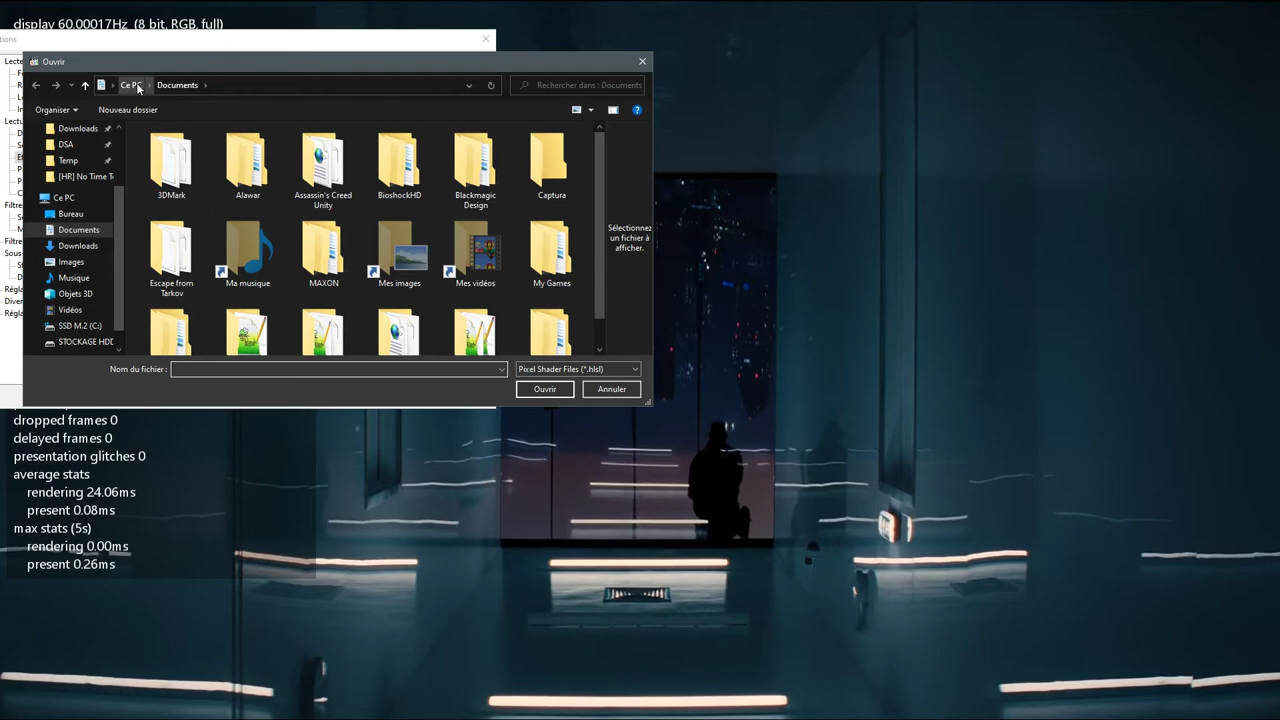 display 60.00017Hz (8 bit, RGB, full)
tions
Ouvrir
Ce PC
Documents
Rechercher dans : Documents
Organiser
Nouveau dossier
Downloads
DSA
Temp
[HR] No Time T
Ce PC
Bureau
Documents
Downloads
Images
Musique
Objets 3D
Vidéos
SSD M.2 (C:)
STOCKAGE HDD
3DMark
Alawar
Assassin's Creed
Unity
BioshockHD
Blackmagic
Design
Captura
Escape from
Tarkov
Ma musique
MAXON
Mes images
Mes vidéos
My Games
Sélectionnez
un fichier à
afficher.
Nom du fichier :
Pixel Shader Files (*.hlsl)
Ouvrir
Annuler
dropped frames 0
delayed frames 0
presentation glitches 0
average stats
rendering 24.06ms
present 0.08ms
max stats (5s)
rendering 0.00ms
present 0.26ms